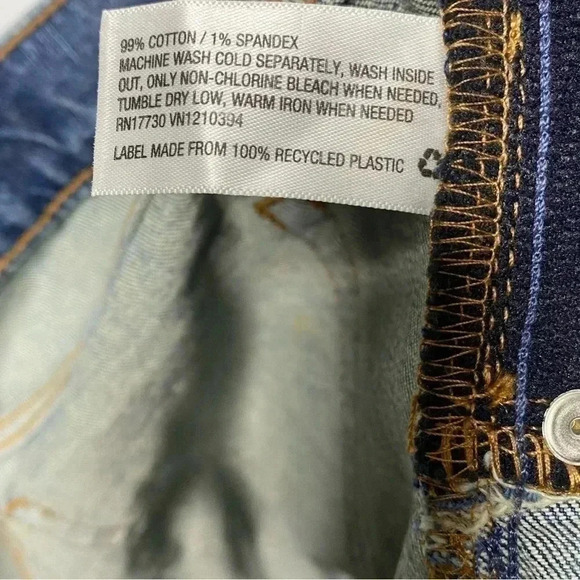 99% COTTON / 1% SPANDEX
MACHINE WASH COLD SEPARATELY, WASH INSIDE
OUT, ONLY NON-CHLORINE BLEACH WHEN NEEDED,
TUMBLE DRY LOW, WARM IRON WHEN NEEDED
RN17730 VN1210394
LABEL MADE FROM 100% RECYCLED PLASTIC